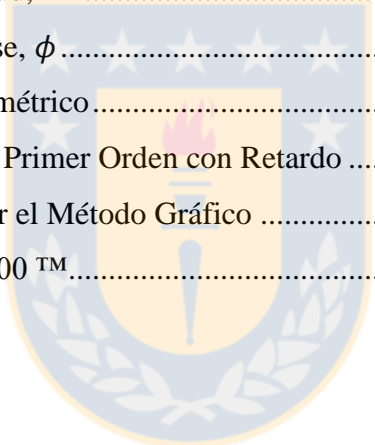 se, ϕ ........................................
métrico ........................................
Primer Orden con Retardo ....
r el Método Gráfico ................
00 ™ ........................................